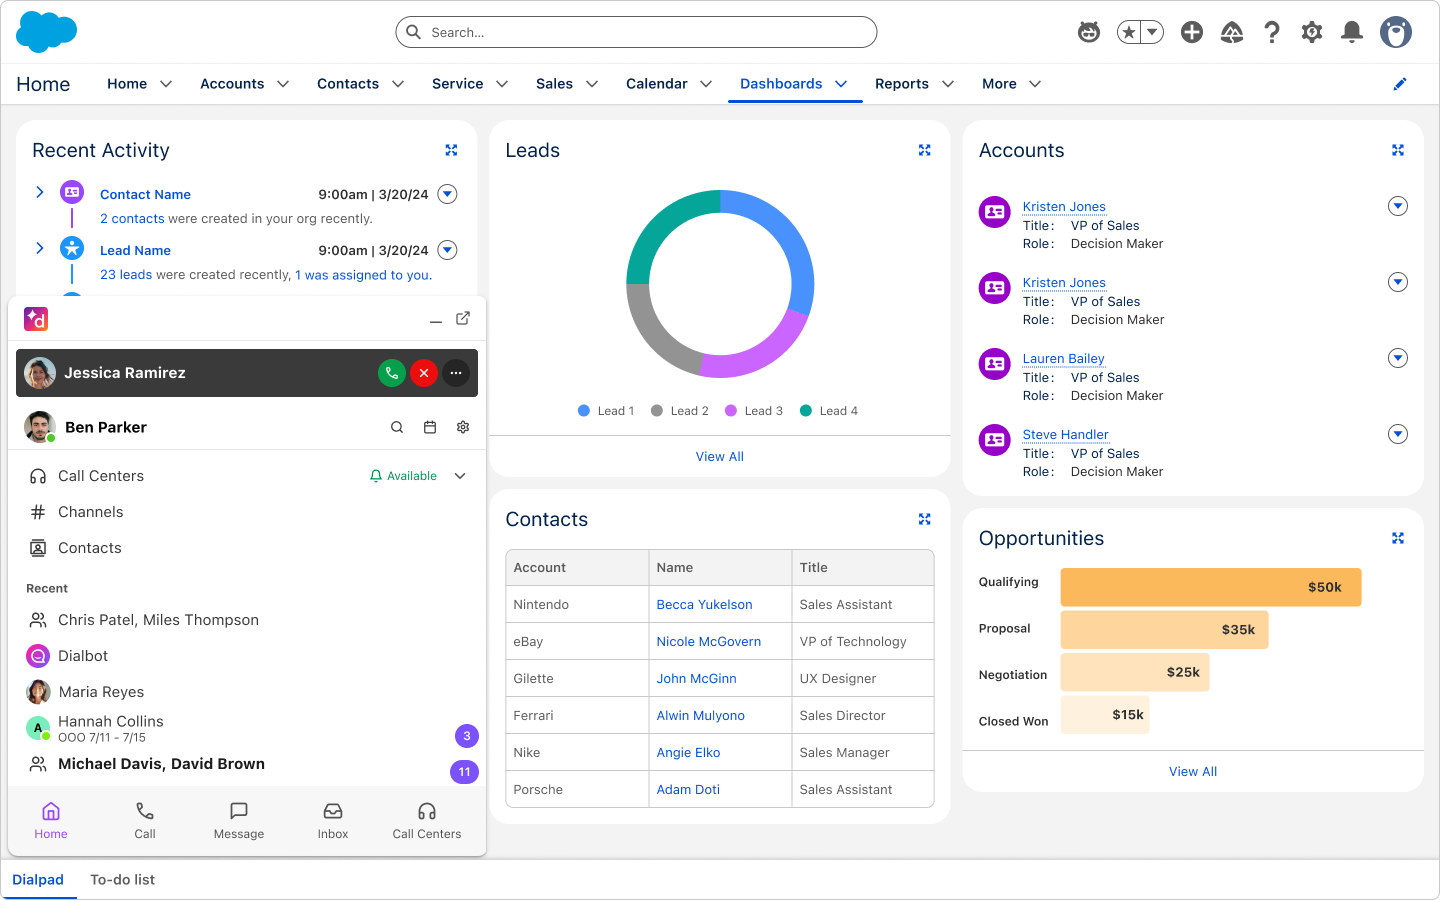 Search...
Home
Home
Accounts
Contacts
Service
Sales
Calendar
Dashboards
Reports
More
Recent Activity
Contact Name
9:00am | 3/20/24
2 contacts were created in your org recently.
Lead Name
9:00am | 3/20/24
23 leads were created recently, 1 was assigned to you.
d
Jessica Ramirez
Ben Parker
Call Centers
Available
Channels
Contacts
Recent
Chris Patel, Miles Thompson
Dialbot
Maria Reyes
A
Hannah Collins
OOO 7/11 - 7/15
3
Michael Davis, David Brown
11
Home
Call
Message
Inbox
Call Centers
Leads
Lead 1
Lead 2
Lead 3
Lead 4
View All
Contacts
Account Name Title
Nintendo Becca Yukelson Sales Assistant
eBay Nicole McGovern VP of Technology
Gilette John McGinn UX Designer
Ferrari Alwin Mulyono Sales Director
Nike Angie Elko Sales Manager
Porsche Adam Doti Sales Assistant
Accounts
Kristen Jones
Title: VP of Sales
Role: Decision Maker
Kristen Jones
Title: VP of Sales
Role: Decision Maker
Lauren Bailey
Title: VP of Sales
Role: Decision Maker
Steve Handler
Title: VP of Sales
Role: Decision Maker
Opportunities
Qualifying $50k
Proposal $35k
Negotiation $25k
Closed Won $15k
View All
Dialpad
To-do list